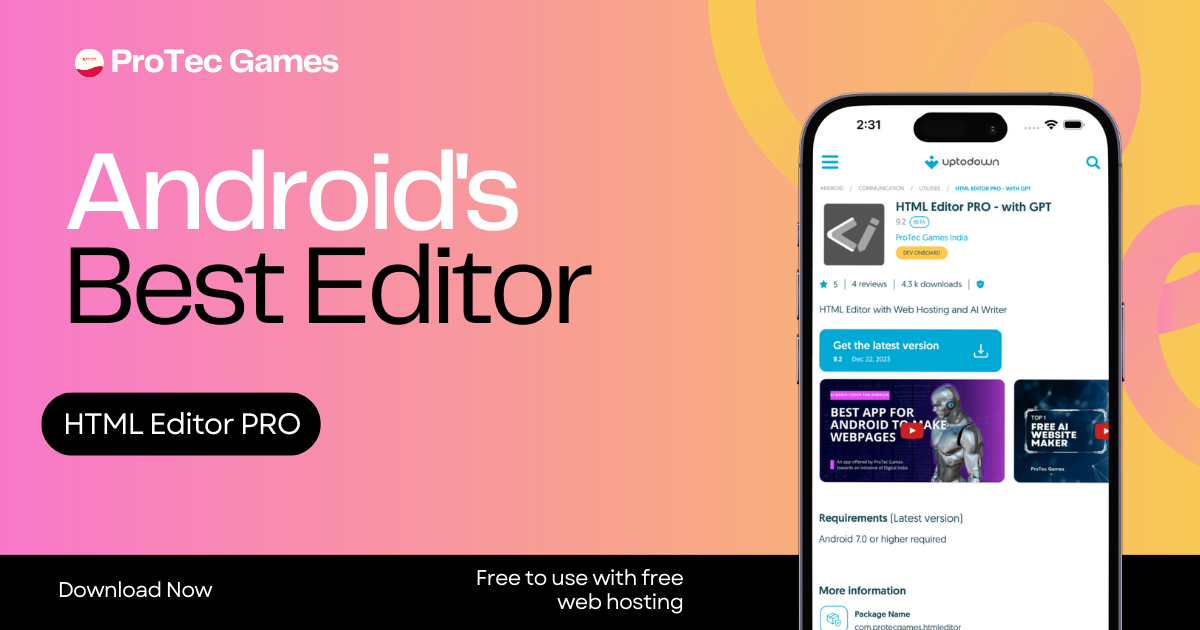 ProTec Games
Android's
Best Editor
HTML Editor PRO
Download Now
Free to use with free
web hosting
2:31
uptodown
ANDROID / COMMUNICATION / UTILITIES / HTML EDITOR PRO - WITH GPT
HTML Editor PRO - with GPT
9.2 BETA
ProTec Games India
DEV ONBOARD
5 | 4 reviews | 4.3 k downloads |
HTML Editor with Web Hosting and AI Writer
Get the latest version
9.2 Dec 22, 2023
BEST APP FOR
ANDROID TO MAKE
WEBPAGES
An app offered by ProTec Games
towards an initiative of Digital India
TOP 1
FREE AI
WEBSITE
MAKER
ProTec Games
Requirements (Latest version)
Android 7.0 or higher required
More information
Package Name
com.protecgames.htmleditor